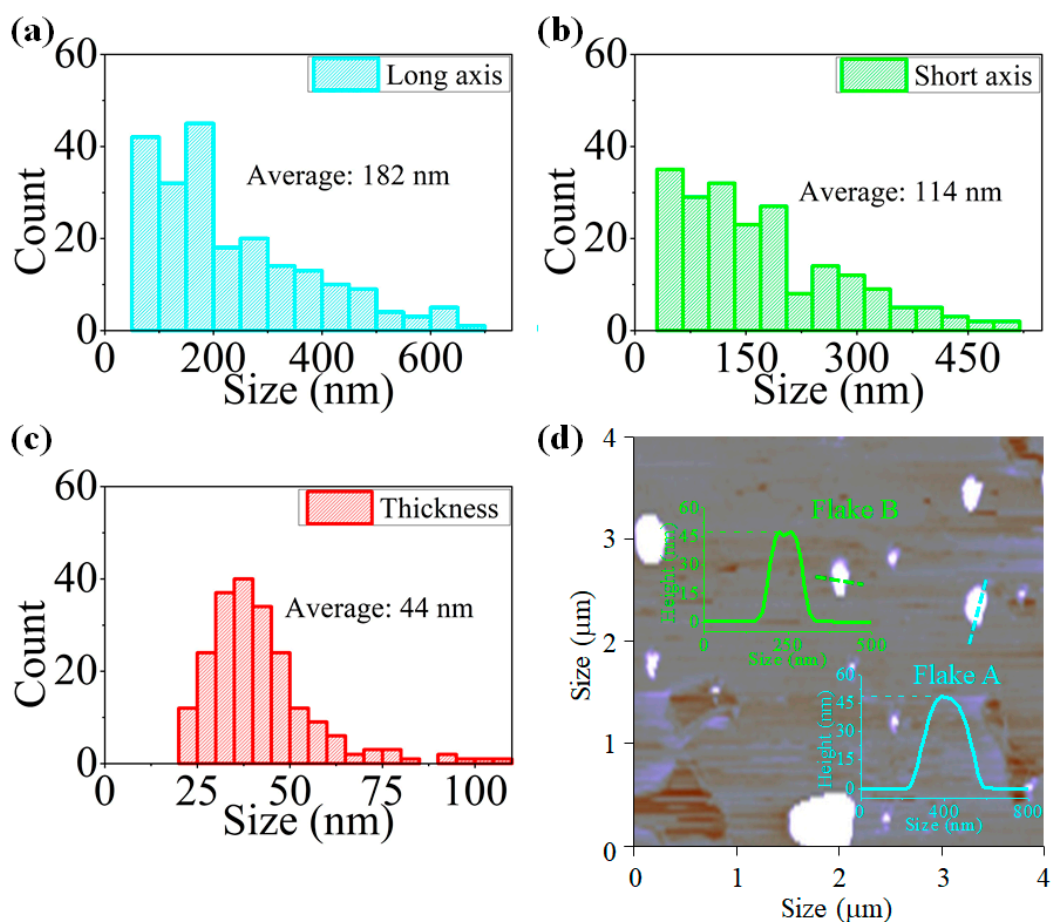 (a)
60
40
20
0
Count
Long axis
Average: 182 nm
0 200 400 600
Size (nm)
(b)
60
40
20
0
Count
Short axis
Average: 114 nm
0 150 300 450
Size (nm)
(c)
60
40
20
0
Count
Thickness
Average: 44 nm
25 50 75 100
Size (nm)
(d)
4
3
2
1
0
Size (μm)
Flake B
60
45
30
15
0
Height (nm)
0 250 500
Size (nm)
Flake A
60
45
30
15
0
Height (nm)
0 400 800
Size (nm)
0 1 2 3 4
Size (μm)